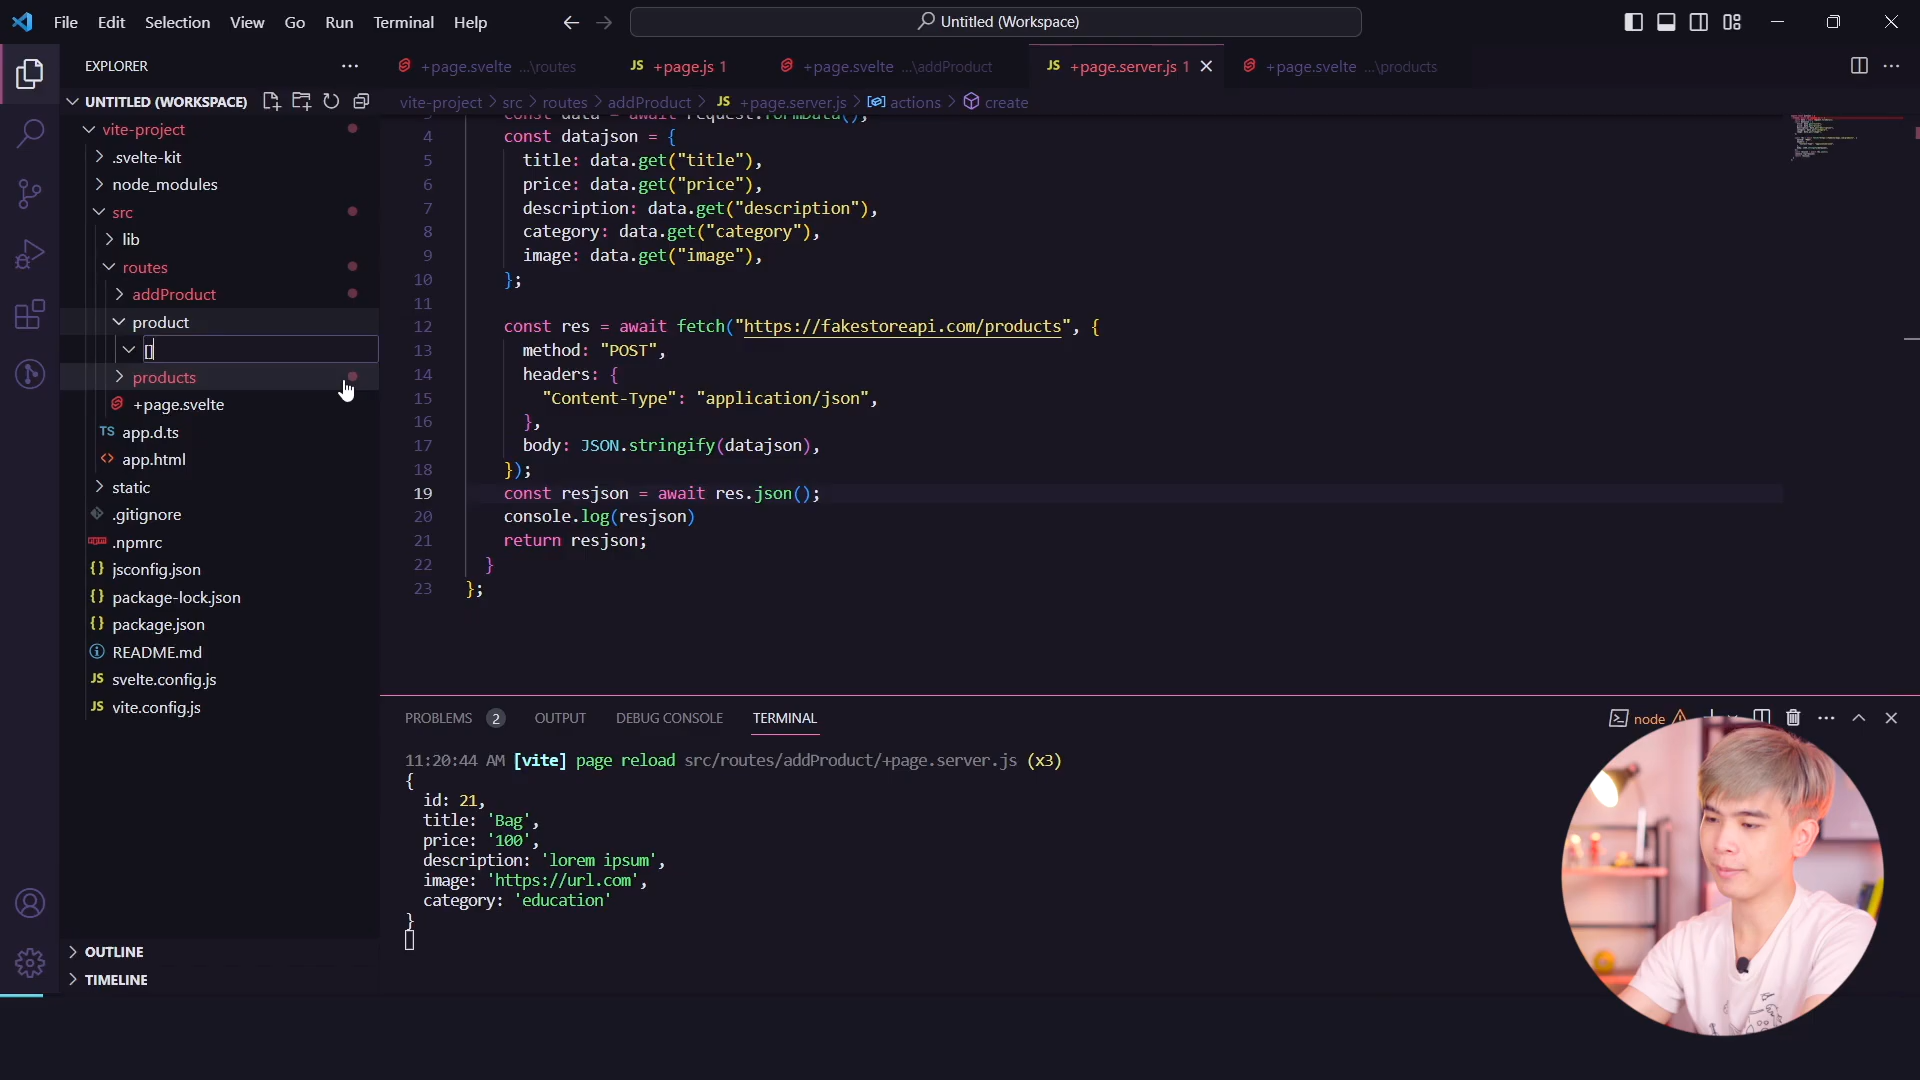 File Edit Selection View Go Run Terminal Help
Untitled (Workspace)
EXPLORER
UNTITLED (WORKSPACE)
vite-project
.svelte-kit
node_modules
src
lib
routes
addProduct
product
[]
products
+page.svelte
TS app.d.ts
<> app.html
static
.gitignore
npm .npmrc
{} jsconfig.json
{} package-lock.json
{} package.json
README.md
JS svelte.config.js
JS vite.config.js
OUTLINE
TIMELINE
+page.svelte ...\routes
JS +page.js 1
+page.svelte ...\addProduct
JS +page.server.js 1
+page.svelte ...\products
vite-project > src > routes > addProduct > JS +page.server.js > actions > create
3 const data = await request.formData();
4 const datajson = {
5 title: data.get("title"),
6 price: data.get("price"),
7 description: data.get("description"),
8 category: data.get("category"),
9 image: data.get("image"),
10 };
11
12 const res = await fetch("https://fakestoreapi.com/products", {
13 method: "POST",
14 headers: {
15 "Content-Type": "application/json",
16 },
17 body: JSON.stringify(datajson),
18 });
19 const resjson = await res.json();
20 console.log(resjson)
21 return resjson;
22 }
23 };
PROBLEMS 2 OUTPUT DEBUG CONSOLE TERMINAL
node
11:20:44 AM [vite] page reload src/routes/addProduct/+page.server.js (x3)
{
id: 21,
title: 'Bag',
price: '100',
description: 'lorem ipsum',
image: 'https://url.com',
category: 'education'
}